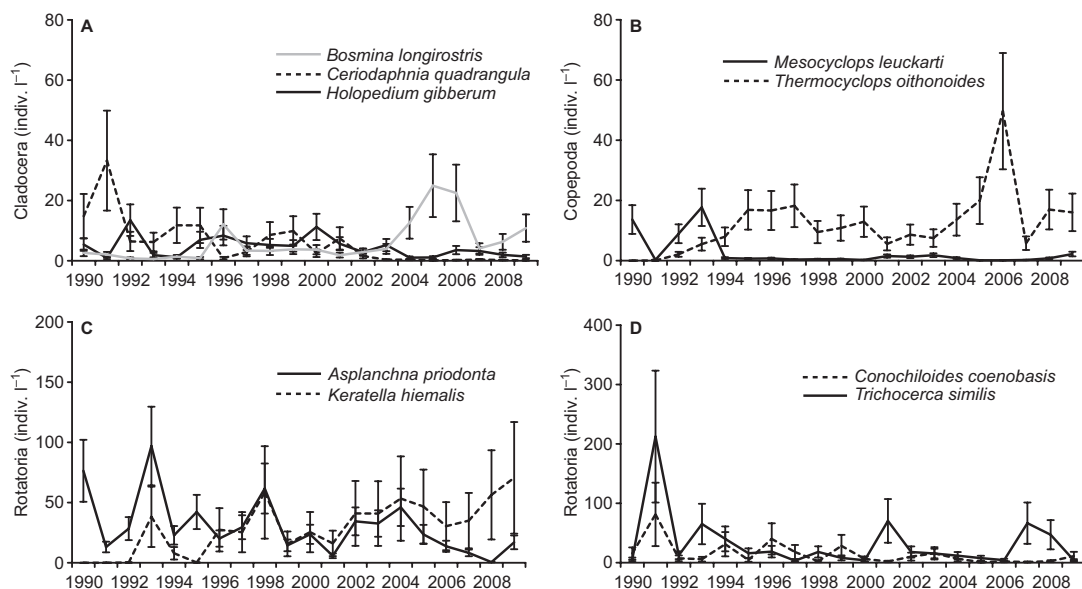 A
Cladocera (indiv. l⁻¹)
80
60
40
20
0
Bosmina longirostris
Ceriodaphnia quadrangula
Holopedium gibberum
1990 1992 1994 1996 1998 2000 2002 2004 2006 2008
B
Copepoda (indiv. l⁻¹)
80
60
40
20
0
Mesocyclops leuckarti
Thermocyclops oithonoides
1990 1992 1994 1996 1998 2000 2002 2004 2006 2008
C
Rotatoria (indiv. l⁻¹)
200
150
100
50
0
Asplanchna priodonta
Keratella hiemalis
1990 1992 1994 1996 1998 2000 2002 2004 2006 2008
D
Rotatoria (indiv. l⁻¹)
400
300
200
100
0
Conochiloides coenobasis
Trichocerca similis
1990 1992 1994 1996 1998 2000 2002 2004 2006 2008